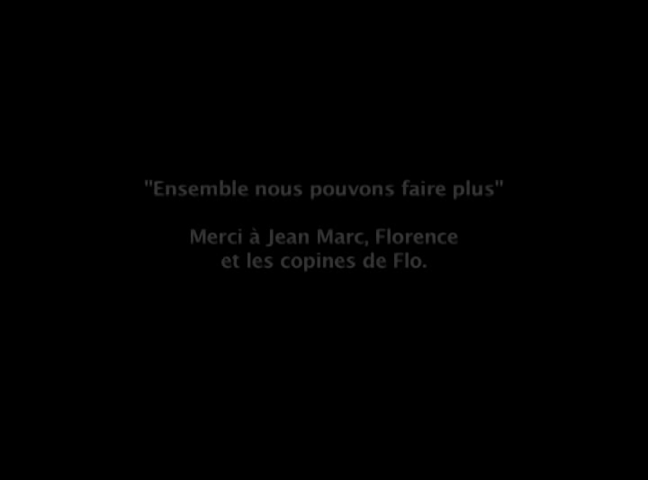 "Ensemble nous pouvons faire plus"
Merci à Jean Marc, Florence
et les copines de Flo.